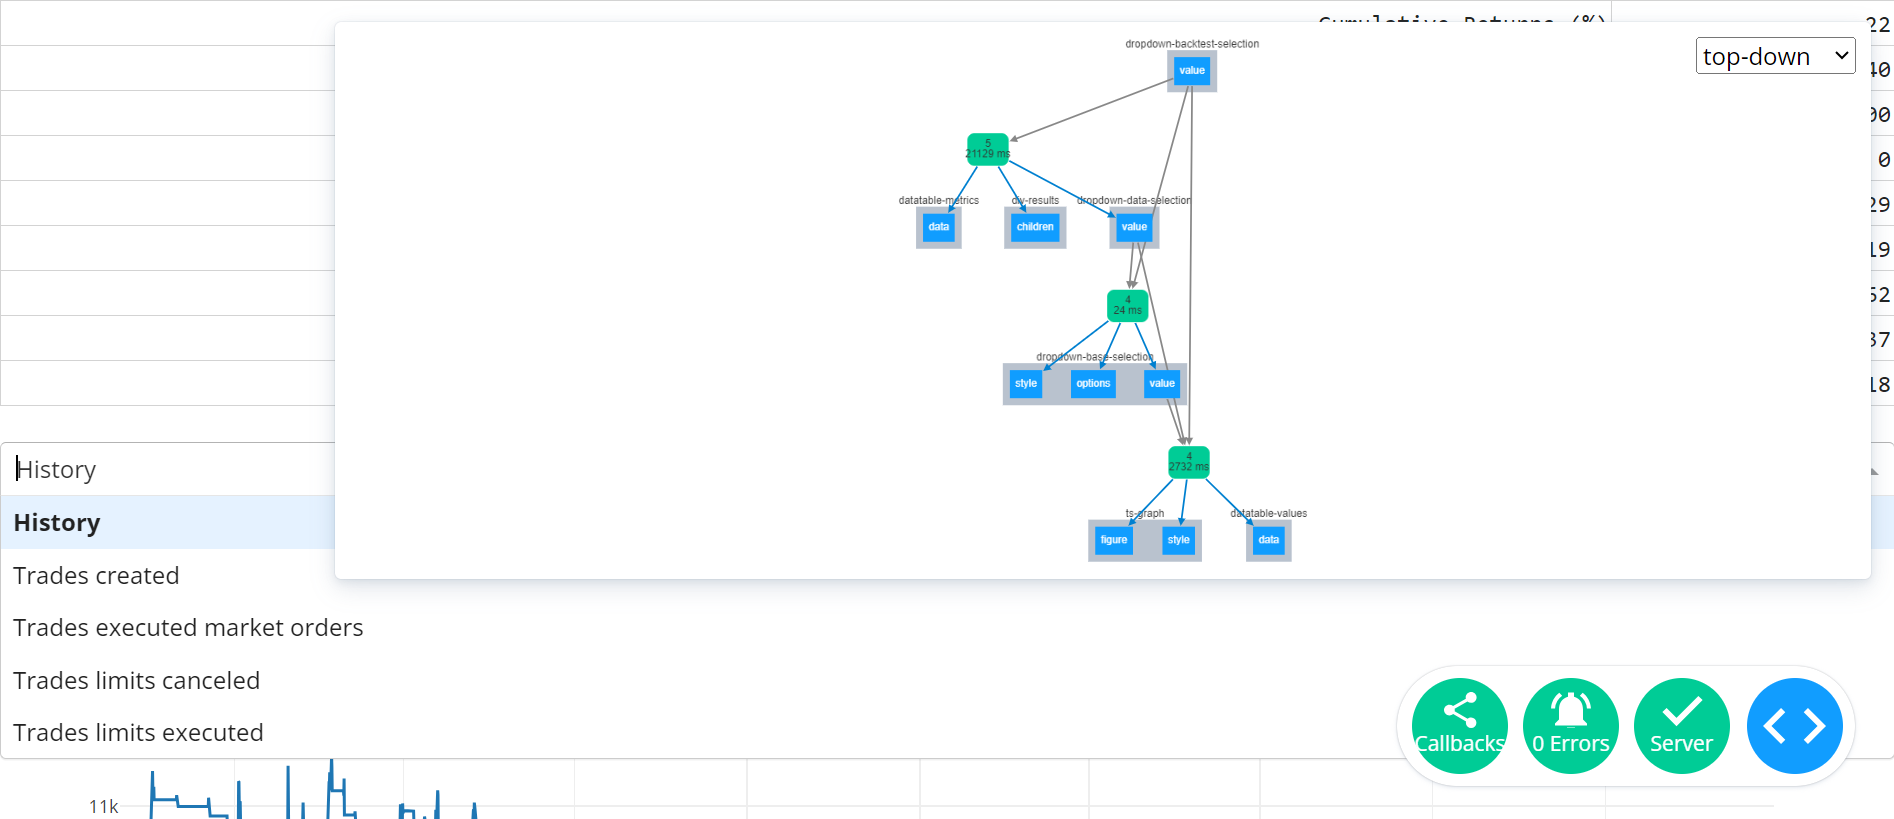 22
dropdown-backtest-selection
value
top-down
40
00
5
21129 ms
0
datatable-metrics
div-results
dropdown-data-selection
29
data
children
value
19
4
24 ms
52
37
dropdown-base-selection
style
options
value
18
4
2732 ms
History
History
ts-graph
datatable-values
figure
style
data
Trades created
Trades executed market orders
Trades limits canceled
Trades limits executed
Callbacks
0 Errors
Server
11k